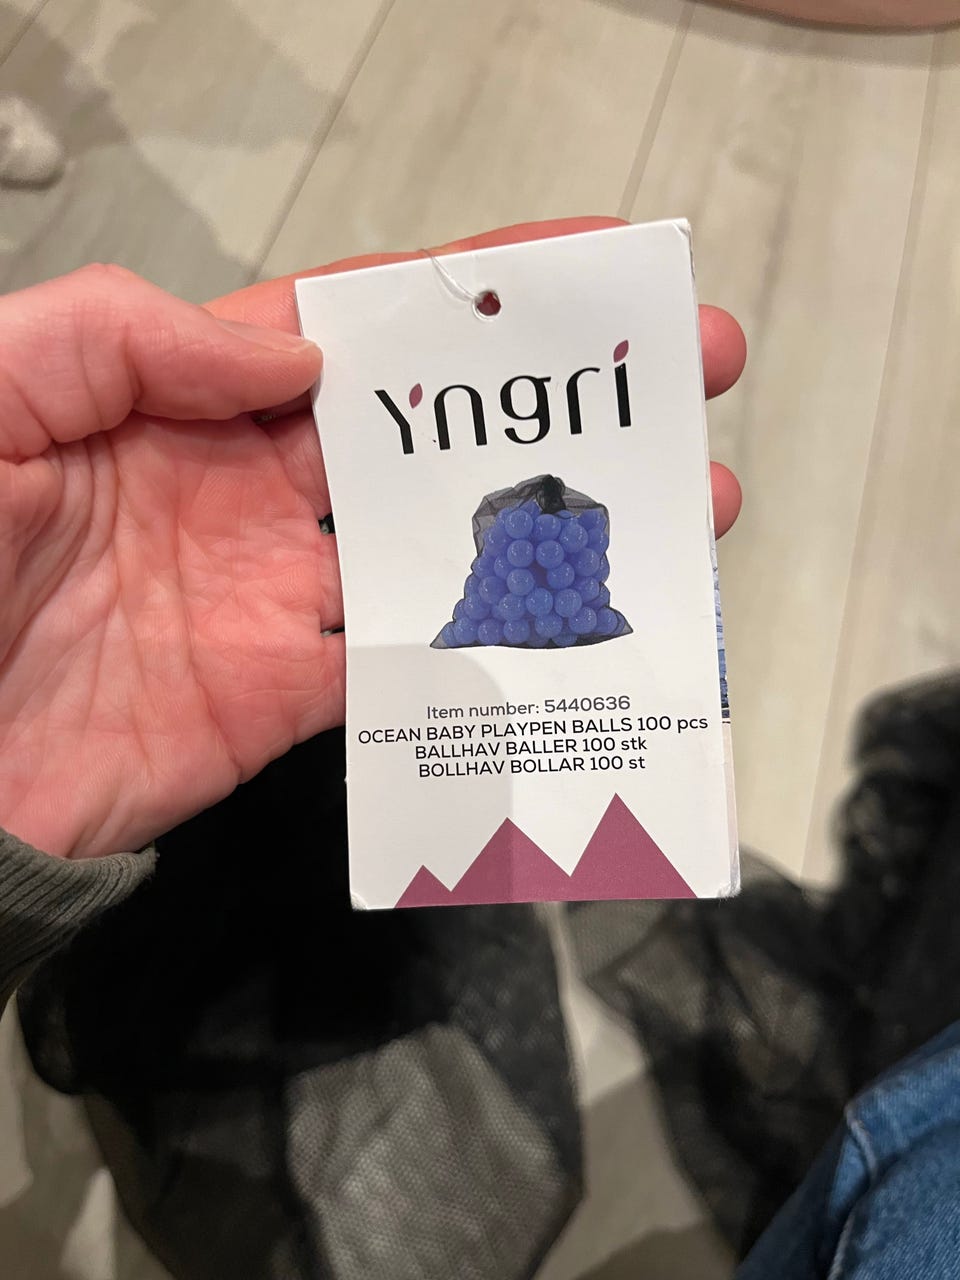 Yngri
Item number: 5440636
OCEAN BABY PLAYPEN BALLS 100 pcs
BALLHAV BALLER 100 stk
BOLLHAV BOLLAR 100 st